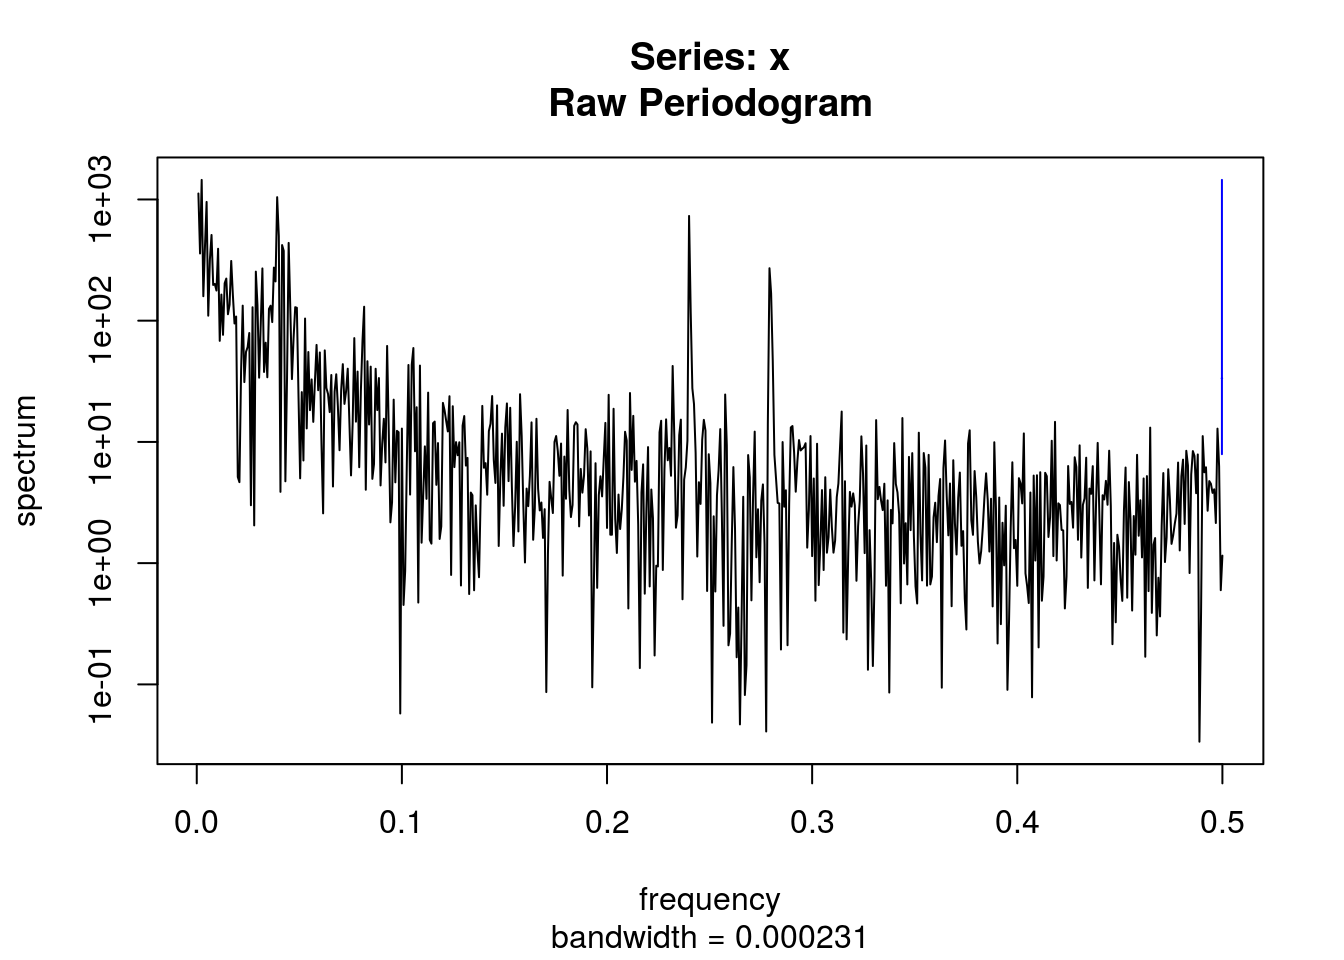 Series: x
Raw Periodogram
spectrum
1e+03
1e+02
1e+01
1e+00
1e-01
0.0 0.1 0.2 0.3 0.4 0.5
frequency
bandwidth = 0.000231